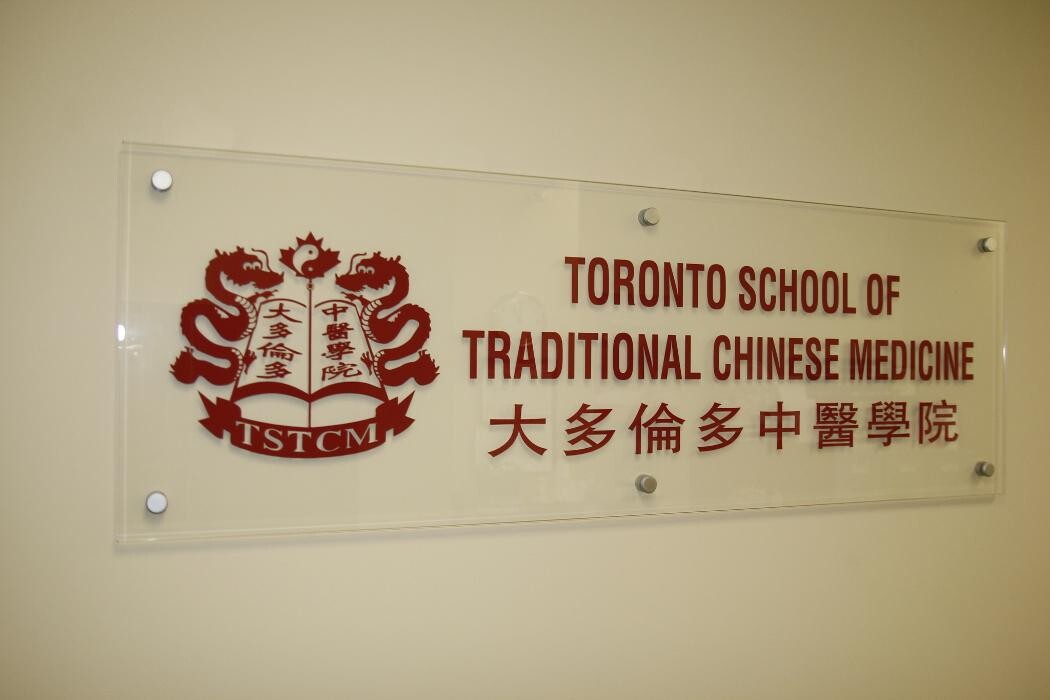 大多倫多
中醫學院
TSTCM
TORONTO SCHOOL OF
TRADITIONAL CHINESE MEDICINE
大多倫多中醫學院